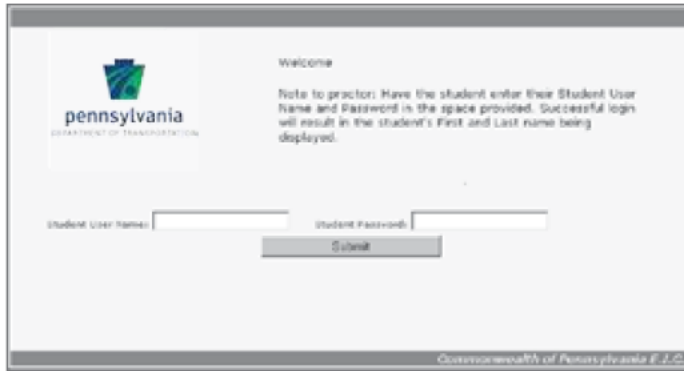 Welcome
pennsylvania
DEPARTMENT OF TRANSPORTATION
Note to proctor: Have the student enter their Student User
Name and Password in the space provided. Successful login
will result in the student's First and Last name being
displayed.
Student User Name:
Student Password:
Submit
Commonwealth of Pennsylvania E.I.C.